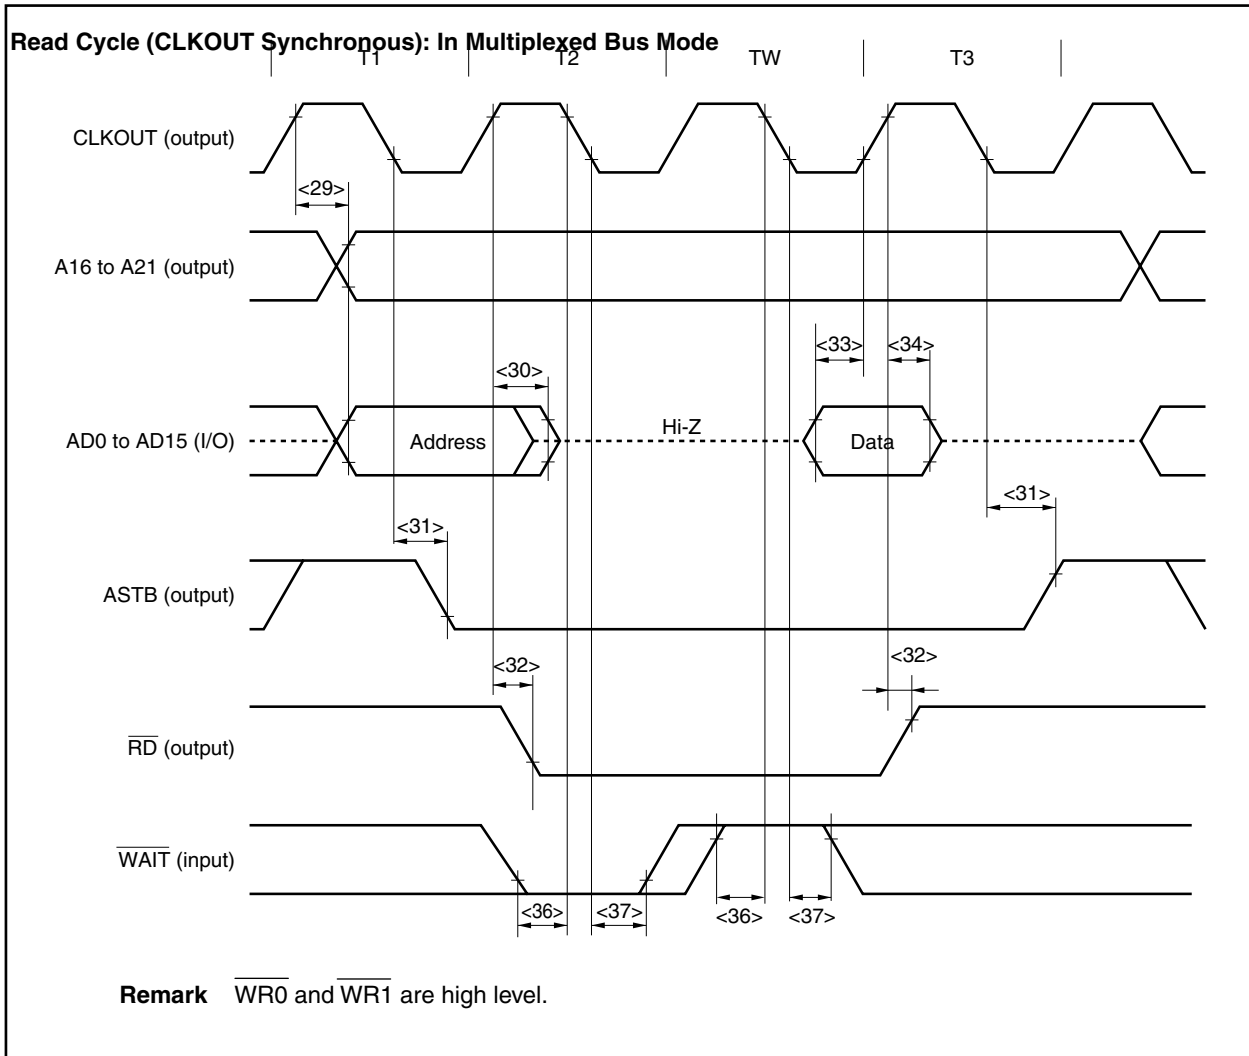 Read Cycle (CLKOUT Synchronous): In Multiplexed Bus Mode
T1 T2 TW T3
CLKOUT (output)
<29>
A16 to A21 (output)
<33> <34>
<30>
AD0 to AD15 (I/O) Address Hi-Z Data
<31> <31>
ASTB (output)
<32> <32>
RD (output)
WAIT (input)
<36> <37> <36> <37>
Remark WR0 and WR1 are high level.